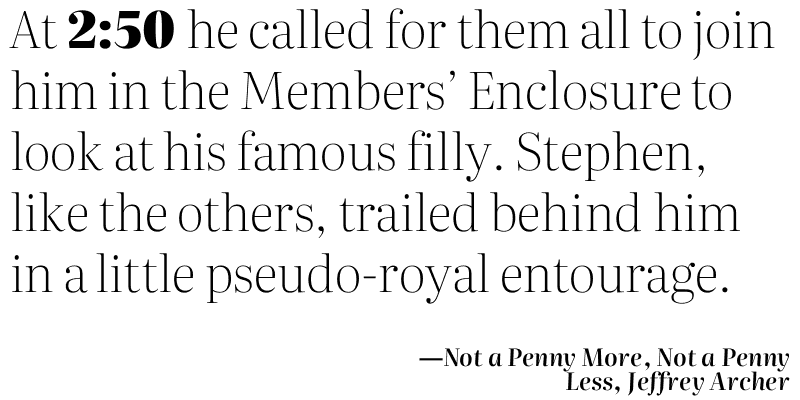 At 2:50 he called for them all to join
him in the Members’ Enclosure to
look at his famous filly. Stephen,
like the others, trailed behind him
in a little pseudo-royal entourage.
—Not a Penny More, Not a Penny
Less, Jeffrey Archer